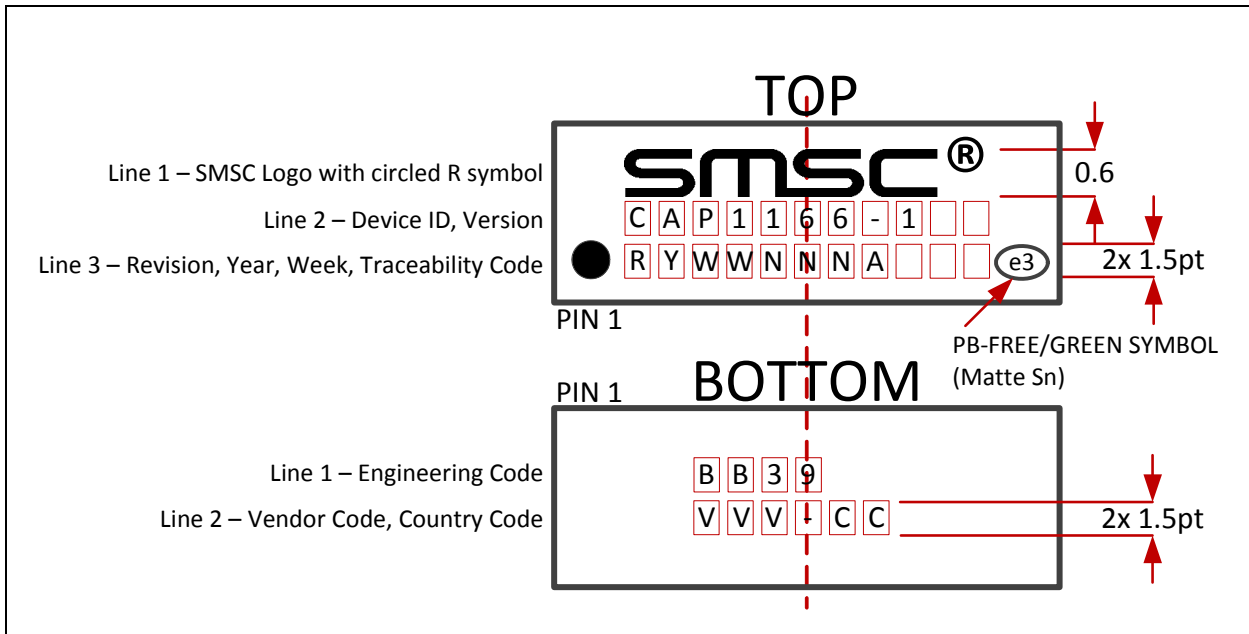 TOP
Line 1 – SMSC Logo with circled R symbol
SMSC®
0.6
Line 2 – Device ID, Version
CAP1166-1
Line 3 – Revision, Year, Week, Traceability Code
RYWWNNNA
e3
2x 1.5pt
PIN 1
PB-FREE/GREEN SYMBOL
(Matte Sn)
PIN 1
BOTTOM
Line 1 – Engineering Code
BB39
Line 2 – Vendor Code, Country Code
VVV-CC
2x 1.5pt